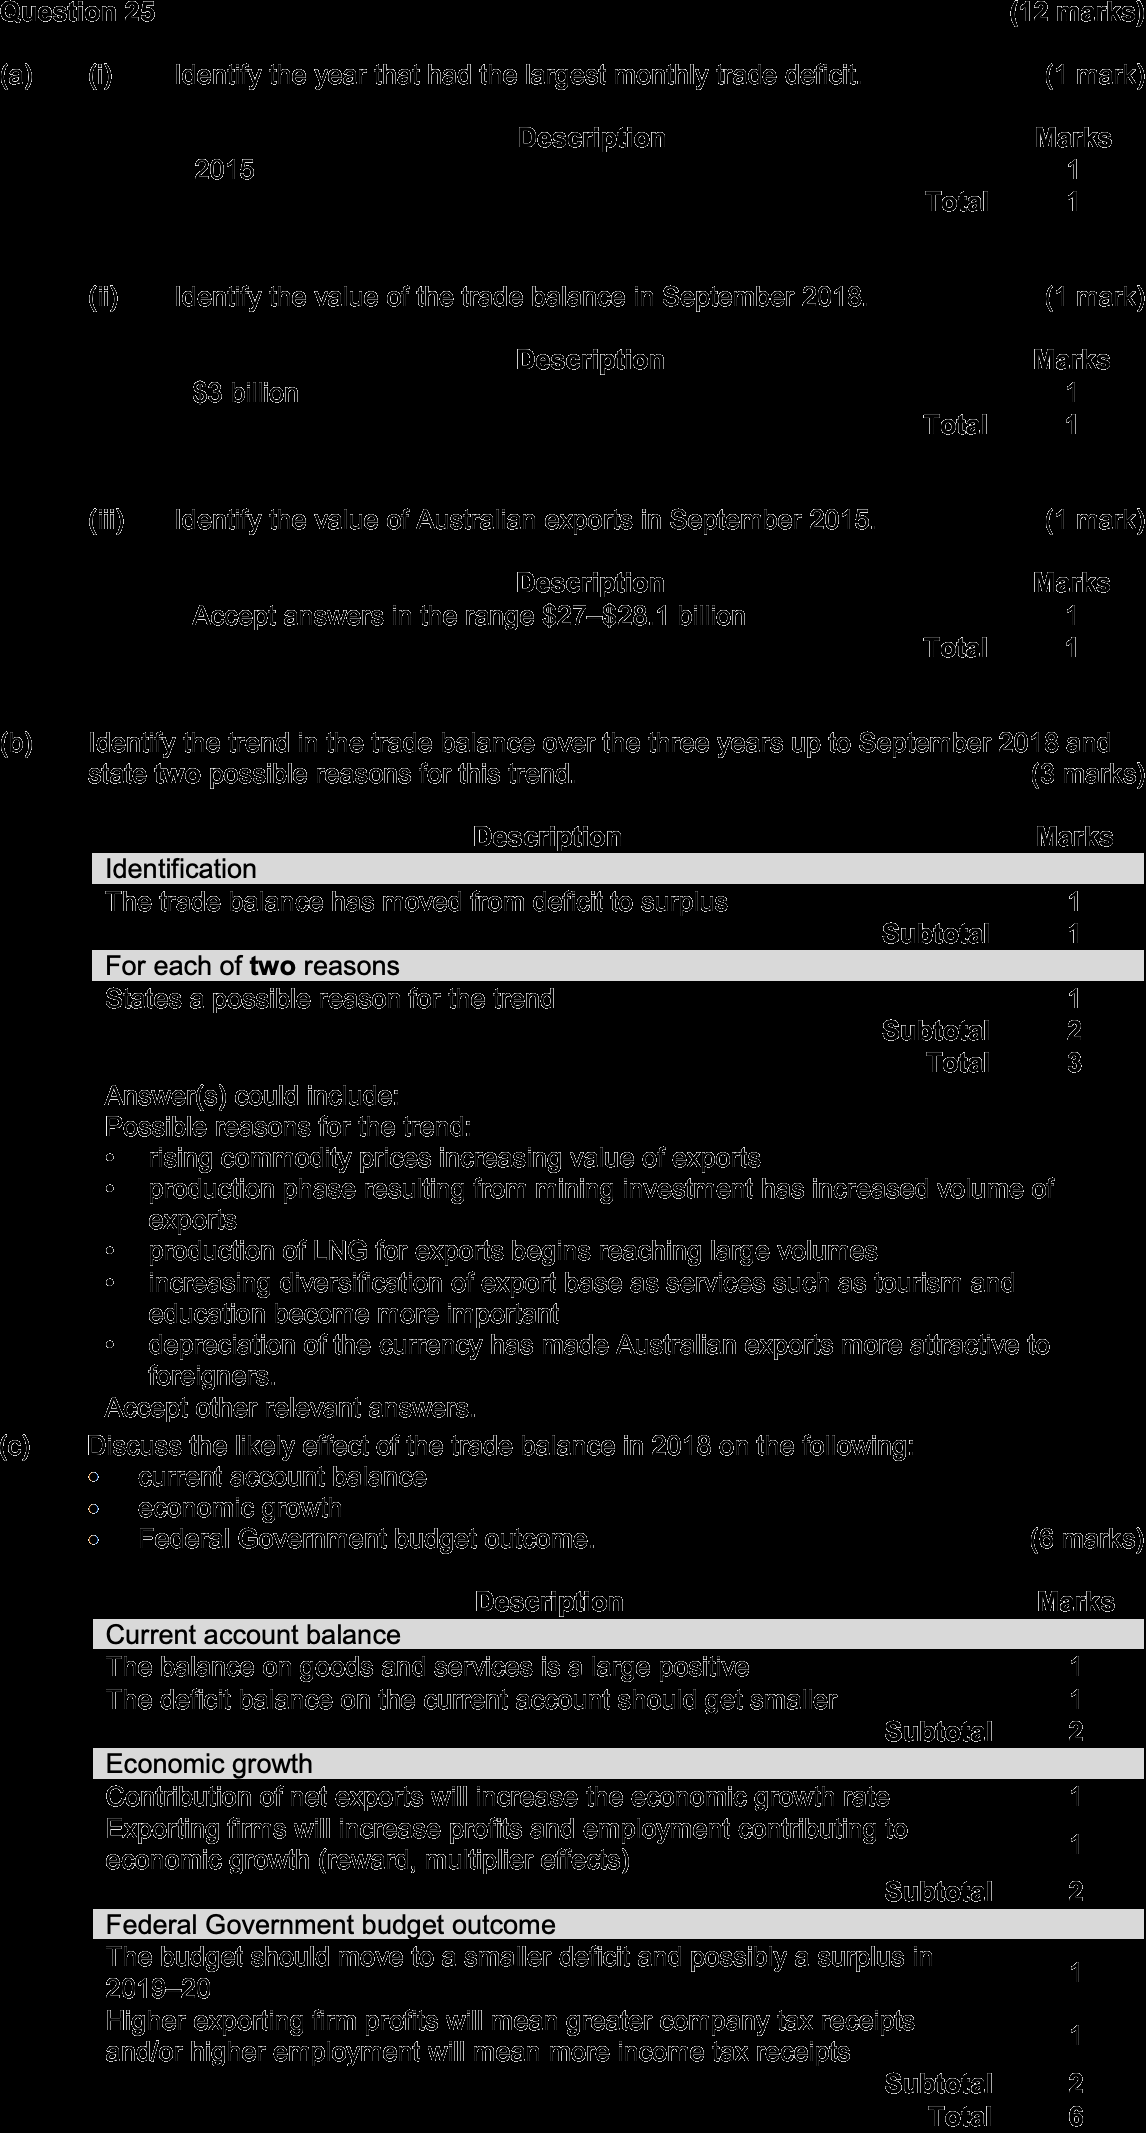 Question 25 (12 marks)
(a) (i) Identify the year that had the largest monthly trade deficit. (1 mark)
Description Marks
2015 1
Total 1
(ii) Identify the value of the trade balance in September 2018. (1 mark)
Description Marks
$3 billion 1
Total 1
(iii) Identify the value of Australian exports in September 2015. (1 mark)
Description Marks
Accept answers in the range $27–$28.1 billion 1
Total 1
(b) Identify the trend in the trade balance over the three years up to September 2018 and
state two possible reasons for this trend. (3 marks)
Description Marks
Identification
The trade balance has moved from deficit to surplus 1
Subtotal 1
For each of two reasons
States a possible reason for the trend 1
Subtotal 2
Total 3
Answer(s) could include:
Possible reasons for the trend:
• rising commodity prices increasing value of exports
• production phase resulting from mining investment has increased volume of
exports
• production of LNG for exports begins reaching large volumes
• increasing diversification of export base as services such as tourism and
education become more important
• depreciation of the currency has made Australian exports more attractive to
foreigners.
Accept other relevant answers.
(c) Discuss the likely effect of the trade balance in 2018 on the following:
• current account balance
• economic growth
• Federal Government budget outcome. (6 marks)
Description Marks
Current account balance
The balance on goods and services is a large positive 1
The deficit balance on the current account should get smaller 1
Subtotal 2
Economic growth
Contribution of net exports will increase the economic growth rate 1
Exporting firms will increase profits and employment contributing to
economic growth (reward, multiplier effects) 1
Subtotal 2
Federal Government budget outcome
The budget should move to a smaller deficit and possibly a surplus in
2019–20 1
Higher exporting firm profits will mean greater company tax receipts
and/or higher employment will mean more income tax receipts 1
Subtotal 2
Total 6